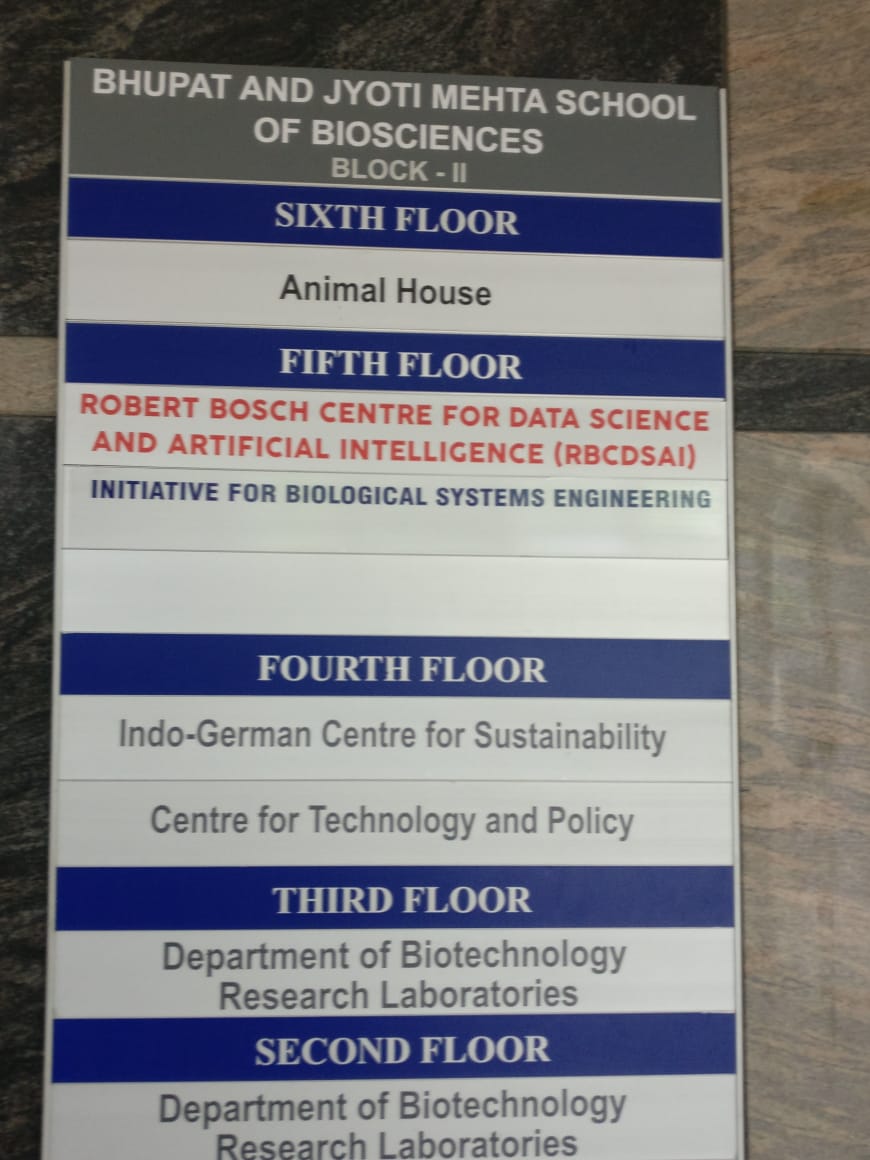 BHUPAT AND JYOTI MEHTA SCHOOL
OF BIOSCIENCES
BLOCK - II
SIXTH FLOOR
Animal House
FIFTH FLOOR
ROBERT BOSCH CENTRE FOR DATA SCIENCE
AND ARTIFICIAL INTELLIGENCE (RBCDSAI)
INITIATIVE FOR BIOLOGICAL SYSTEMS ENGINEERING
FOURTH FLOOR
Indo-German Centre for Sustainability
Centre for Technology and Policy
THIRD FLOOR
Department of Biotechnology
Research Laboratories
SECOND FLOOR
Department of Biotechnology
Research Laboratories